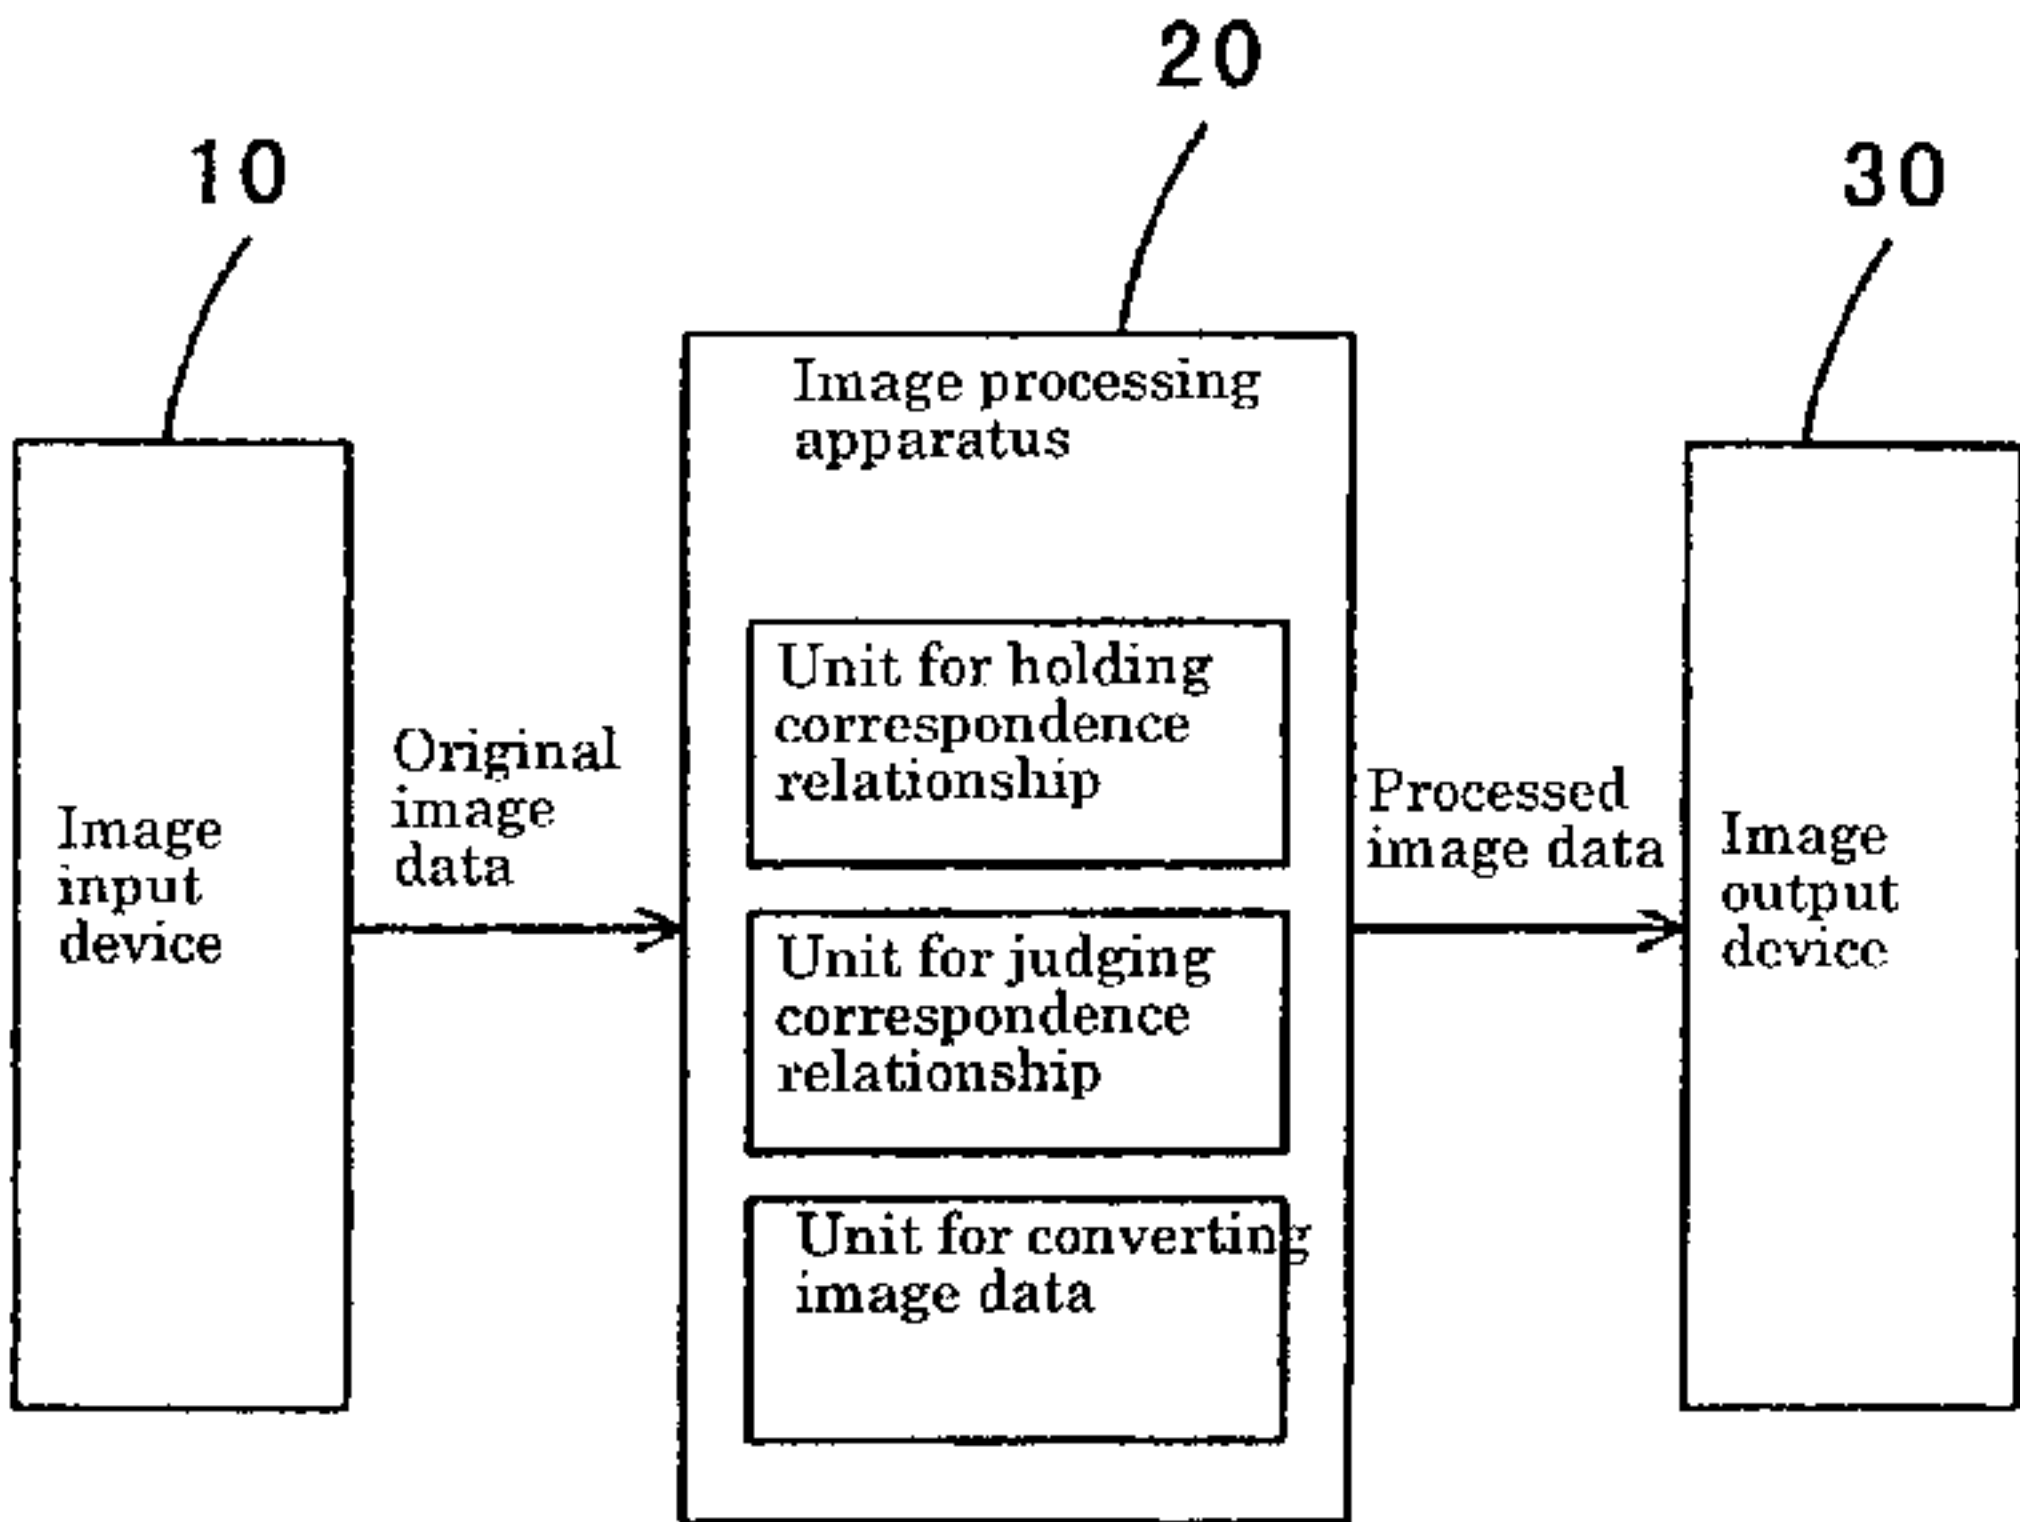 20
10
30
Image processing
apparatus
Unit for holding
correspondence
relationship
Original
image
data
Processed
image data
Image
input
device
Image
output
device
Unit for judging
correspondence
relationship
Unit for converting
image data